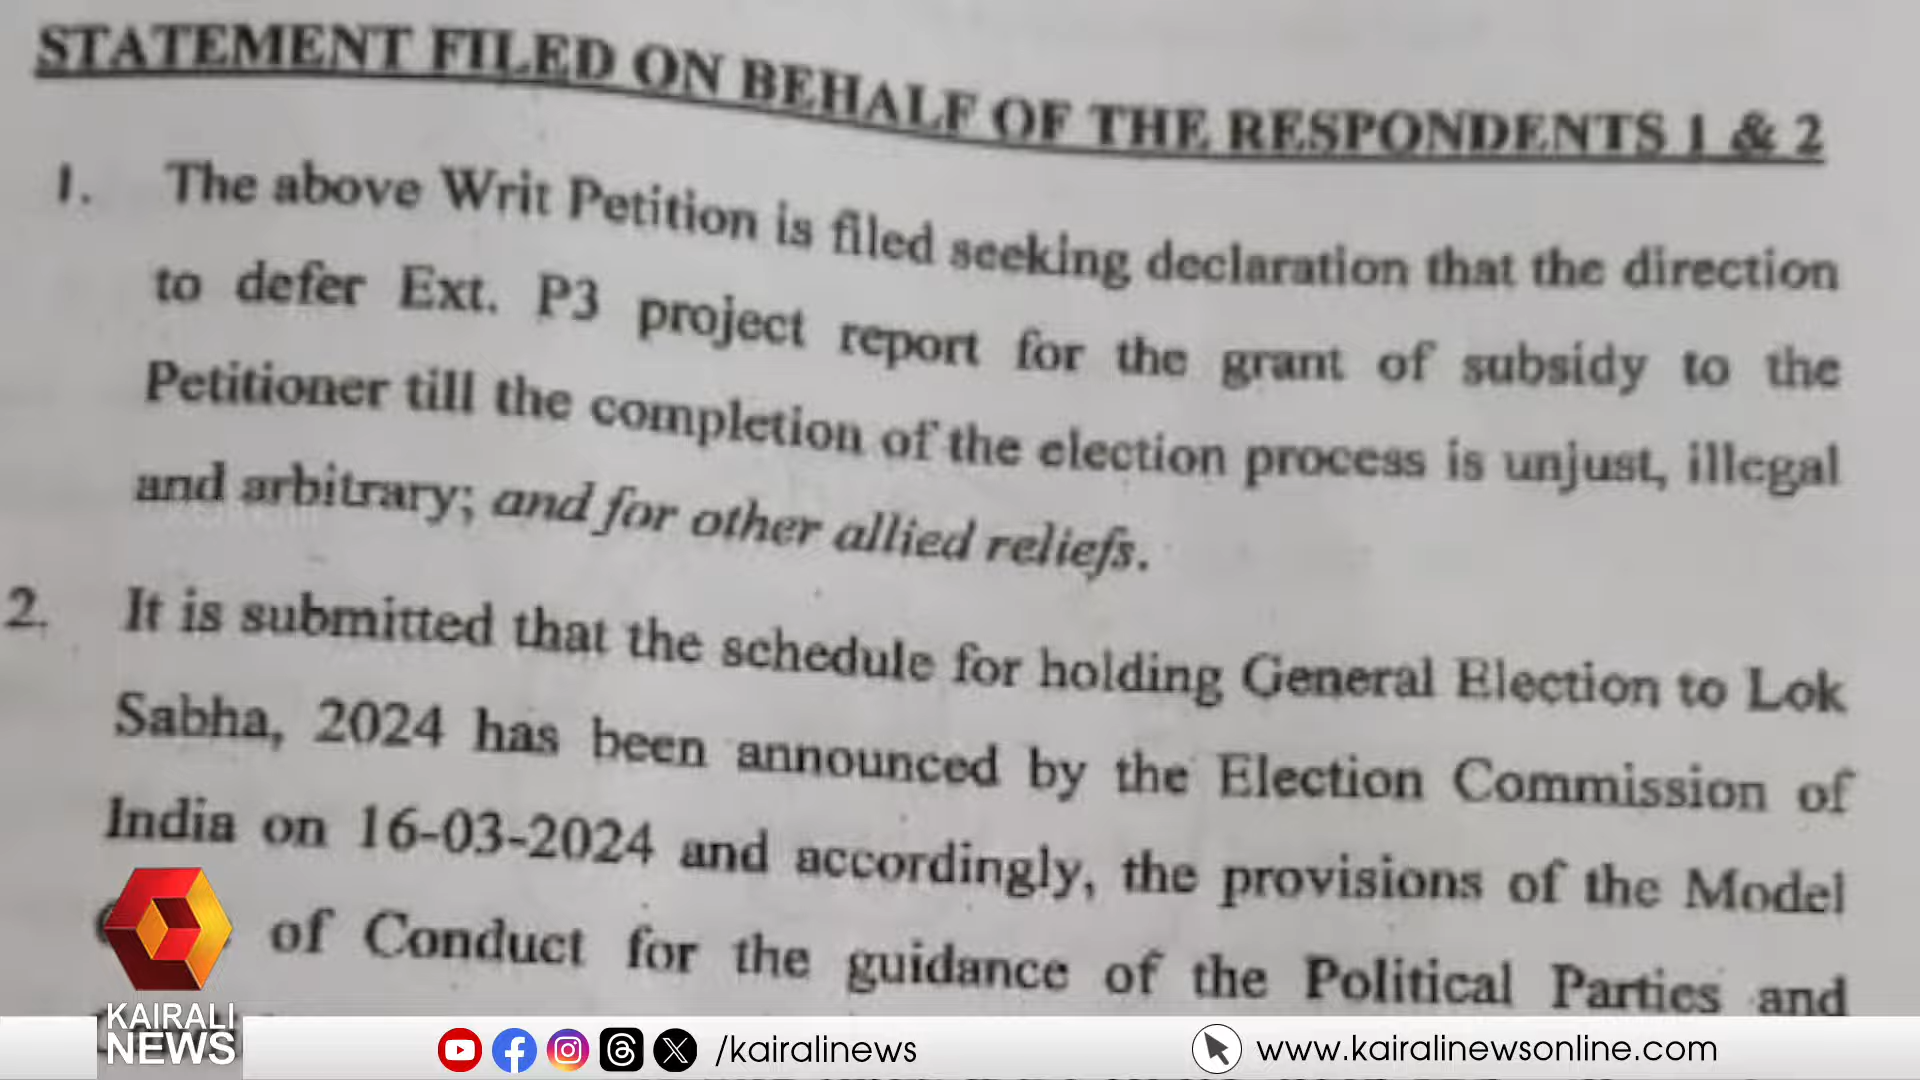 STATEMENT FILED ON BEHALF OF THE RESPONDENTS 1 & 2
1. The above Writ Petition is filed seeking declaration that the direction
to defer Ext. P3 project report for the grant of subsidy to the
Petitioner till the completion of the election process is unjust, illegal
and arbitrary; and for other allied reliefs.
2. It is submitted that the schedule for holding General Election to Lok
Sabha, 2024 has been announced by the Election Commission of
India on 16-03-2024 and accordingly, the provisions of the Model
of Conduct for the guidance of the Political Parties and
KAIRALI
NEWS
/kairalinews
www.kairalinewsonline.com